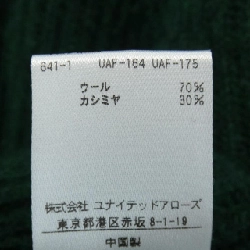 641-1 UAF-164 UAF-175
ウール 70%
カシミヤ 30%
株式会社 ユナイテッドアローズ
東京都港区赤坂 8-1-19
中国製